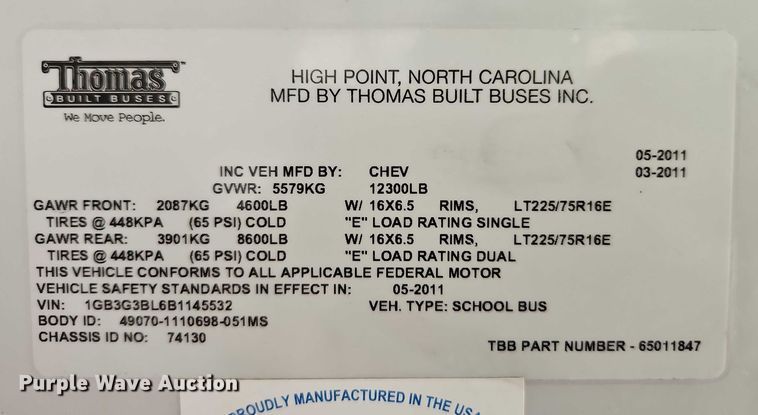 Thomas
BUILT BUSES
We Move People.
HIGH POINT, NORTH CAROLINA
MFD BY THOMAS BUILT BUSES INC.
05-2011
INC VEH MFD BY: CHEV 03-2011
GVWR: 5579KG 12300LB
GAWR FRONT: 2087KG 4600LB W/ 16X6.5 RIMS, LT225/75R16E
TIRES @ 448KPA (65 PSI) COLD "E" LOAD RATING SINGLE
GAWR REAR: 3901KG 8600LB W/ 16X6.5 RIMS, LT225/75R16E
TIRES @ 448KPA (65 PSI) COLD "E" LOAD RATING DUAL
THIS VEHICLE CONFORMS TO ALL APPLICABLE FEDERAL MOTOR
VEHICLE SAFETY STANDARDS IN EFFECT IN: 05-2011
VIN: 1GB3G3BL6B1145532 VEH. TYPE: SCHOOL BUS
BODY ID: 49070-1110698-051MS
CHASSIS ID NO: 74130 TBB PART NUMBER - 65011847
Purple Wave Auction
PROUDLY MANUFACTURED IN THE USA